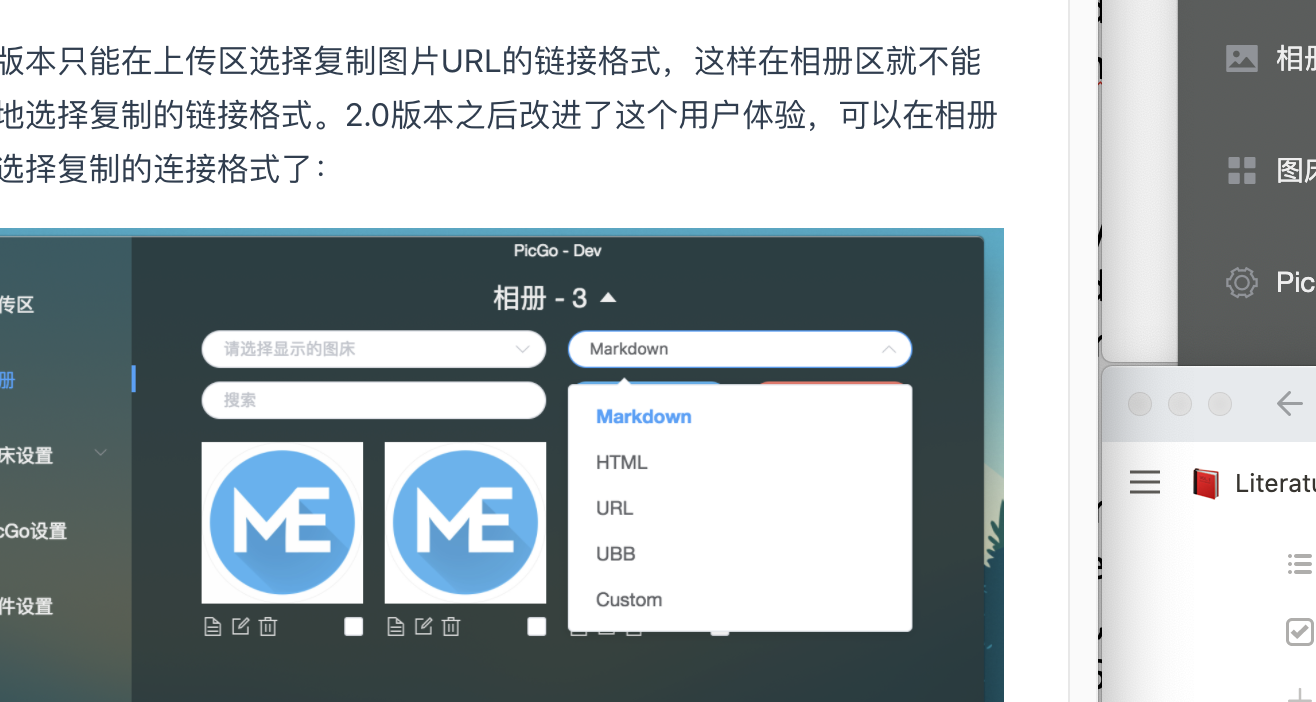 版本只能在上传区选择复制图片URL的链接格式，这样在相册区就不能
地选择复制的链接格式。2.0版本之后改进了这个用户体验，可以在相册
选择复制的连接格式了：
PicGo - Dev
相册 - 3
传区
请选择显示的图床
Markdown
册
搜索
Markdown
HTML
URL
UBB
Custom
床设置
cGo设置
件设置
ME
ME
相册
图床
Pic
Literatu